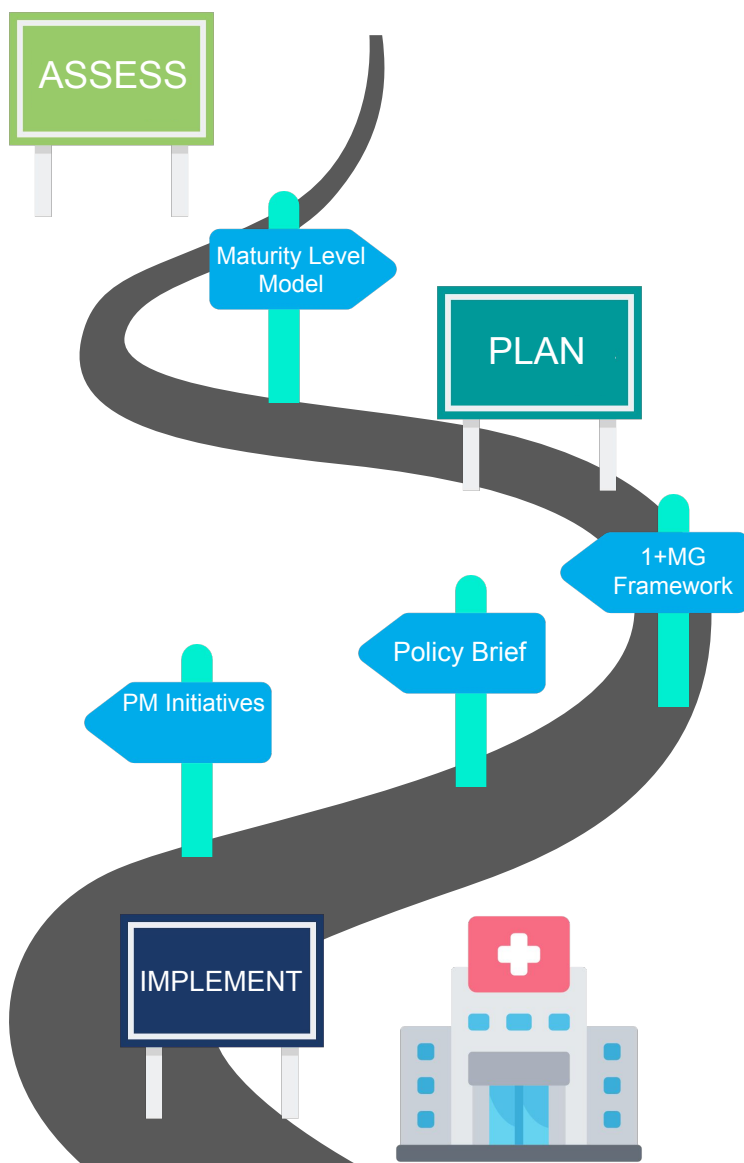 ASSESS
Maturity Level
Model
PLAN
1+MG
Framework
Policy Brief
PM Initiatives
IMPLEMENT